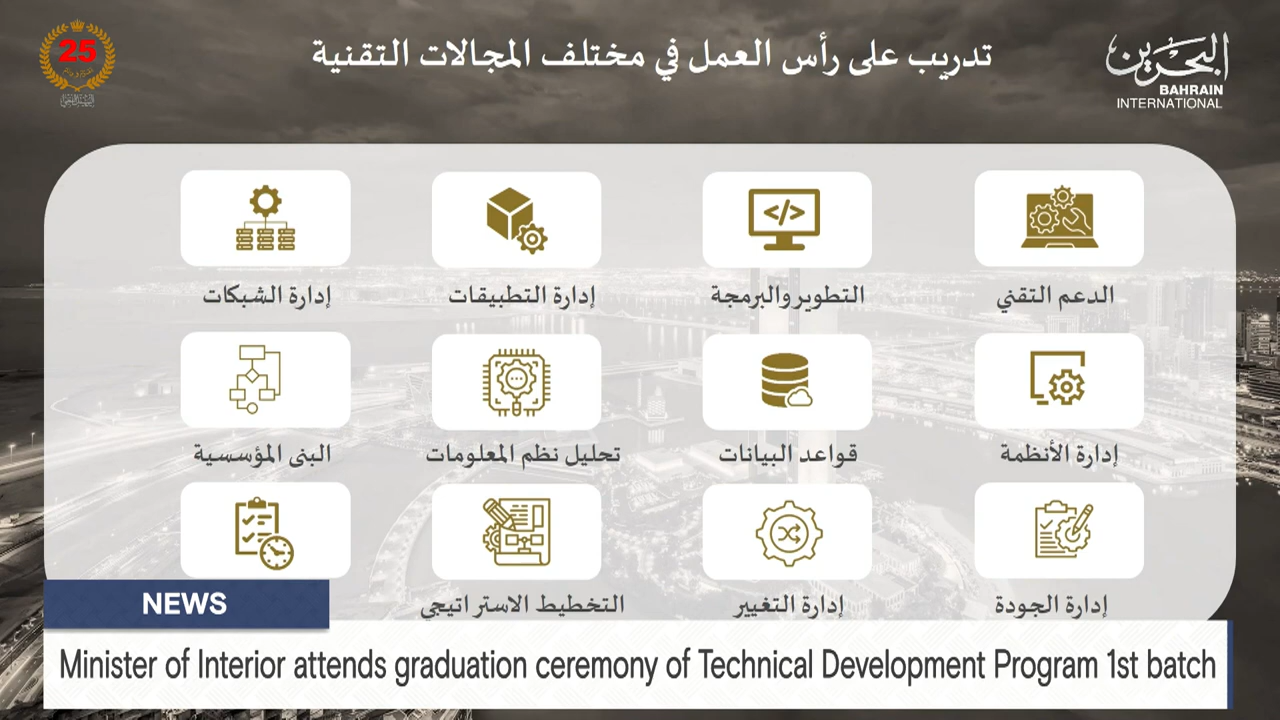 25
تدريب على رأس العمل في مختلف المجالات التقنية
البحرين
BAHRAIN
INTERNATIONAL
الدعم التقني
التطوير والبرمجة
إدارة التطبيقات
إدارة الشبكات
إدارة الأنظمة
قواعد البيانات
تحليل نظم المعلومات
البنى المؤسسية
إدارة الجودة
إدارة التغيير
التخطيط الاستراتيجي
NEWS
Minister of Interior attends graduation ceremony of Technical Development Program 1st batch